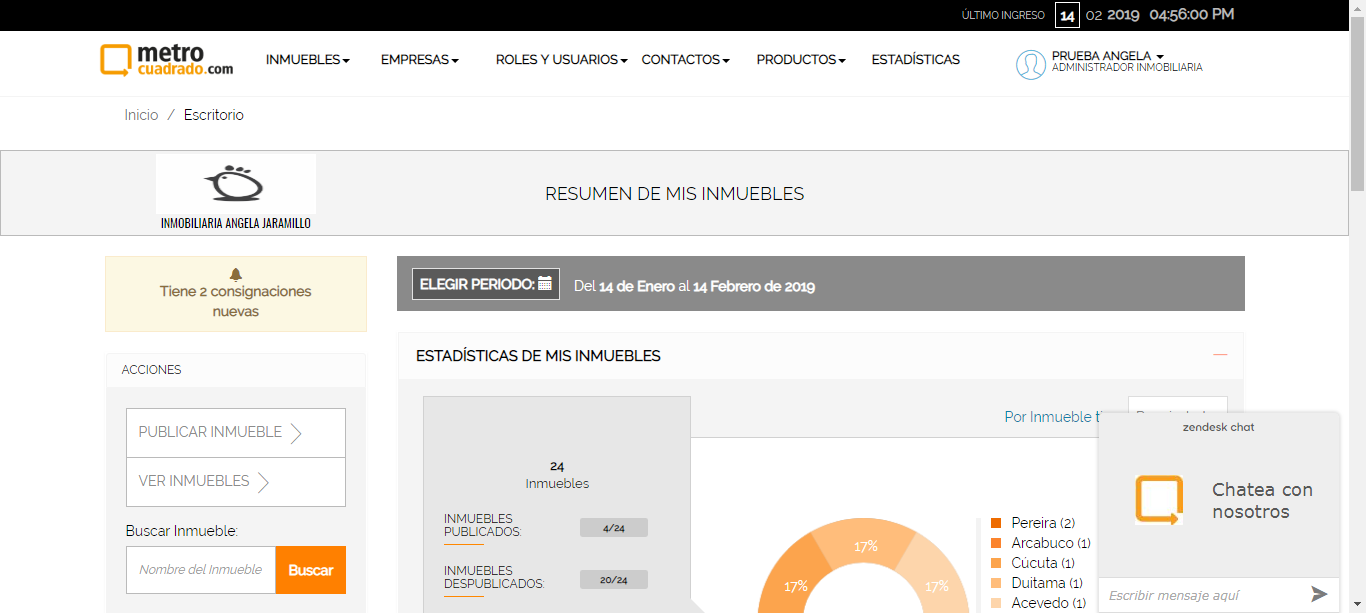 ÚLTIMO INGRESO 14 02 2019 04:56:00 PM
metro
cuadrado.com
INMUEBLES EMPRESAS ROLES Y USUARIOS CONTACTOS PRODUCTOS ESTADÍSTICAS
PRUEBA ANGELA
ADMINISTRADOR INMOBILIARIA
Inicio / Escritorio
INMOBILIARIA ANGELA JARAMILLO
RESUMEN DE MIS INMUEBLES
Tiene 2 consignaciones
nuevas
ELEGIR PERIODO: Del 14 de Enero al 14 Febrero de 2019
ACCIONES
PUBLICAR INMUEBLE
VER INMUEBLES
Buscar Inmueble:
Nombre del Inmueble Buscar
ESTADÍSTICAS DE MIS INMUEBLES
24
Inmuebles
INMUEBLES
PUBLICADOS: 4/24
INMUEBLES
DESPUBLICADOS: 20/24
Por Inmueble
17%
17%
17%
Pereira (2)
Arcabuco (1)
Cúcuta (1)
Duitama (1)
Acevedo (1)
zendesk chat
Chatea con
nosotros
Escribir mensaje aquí